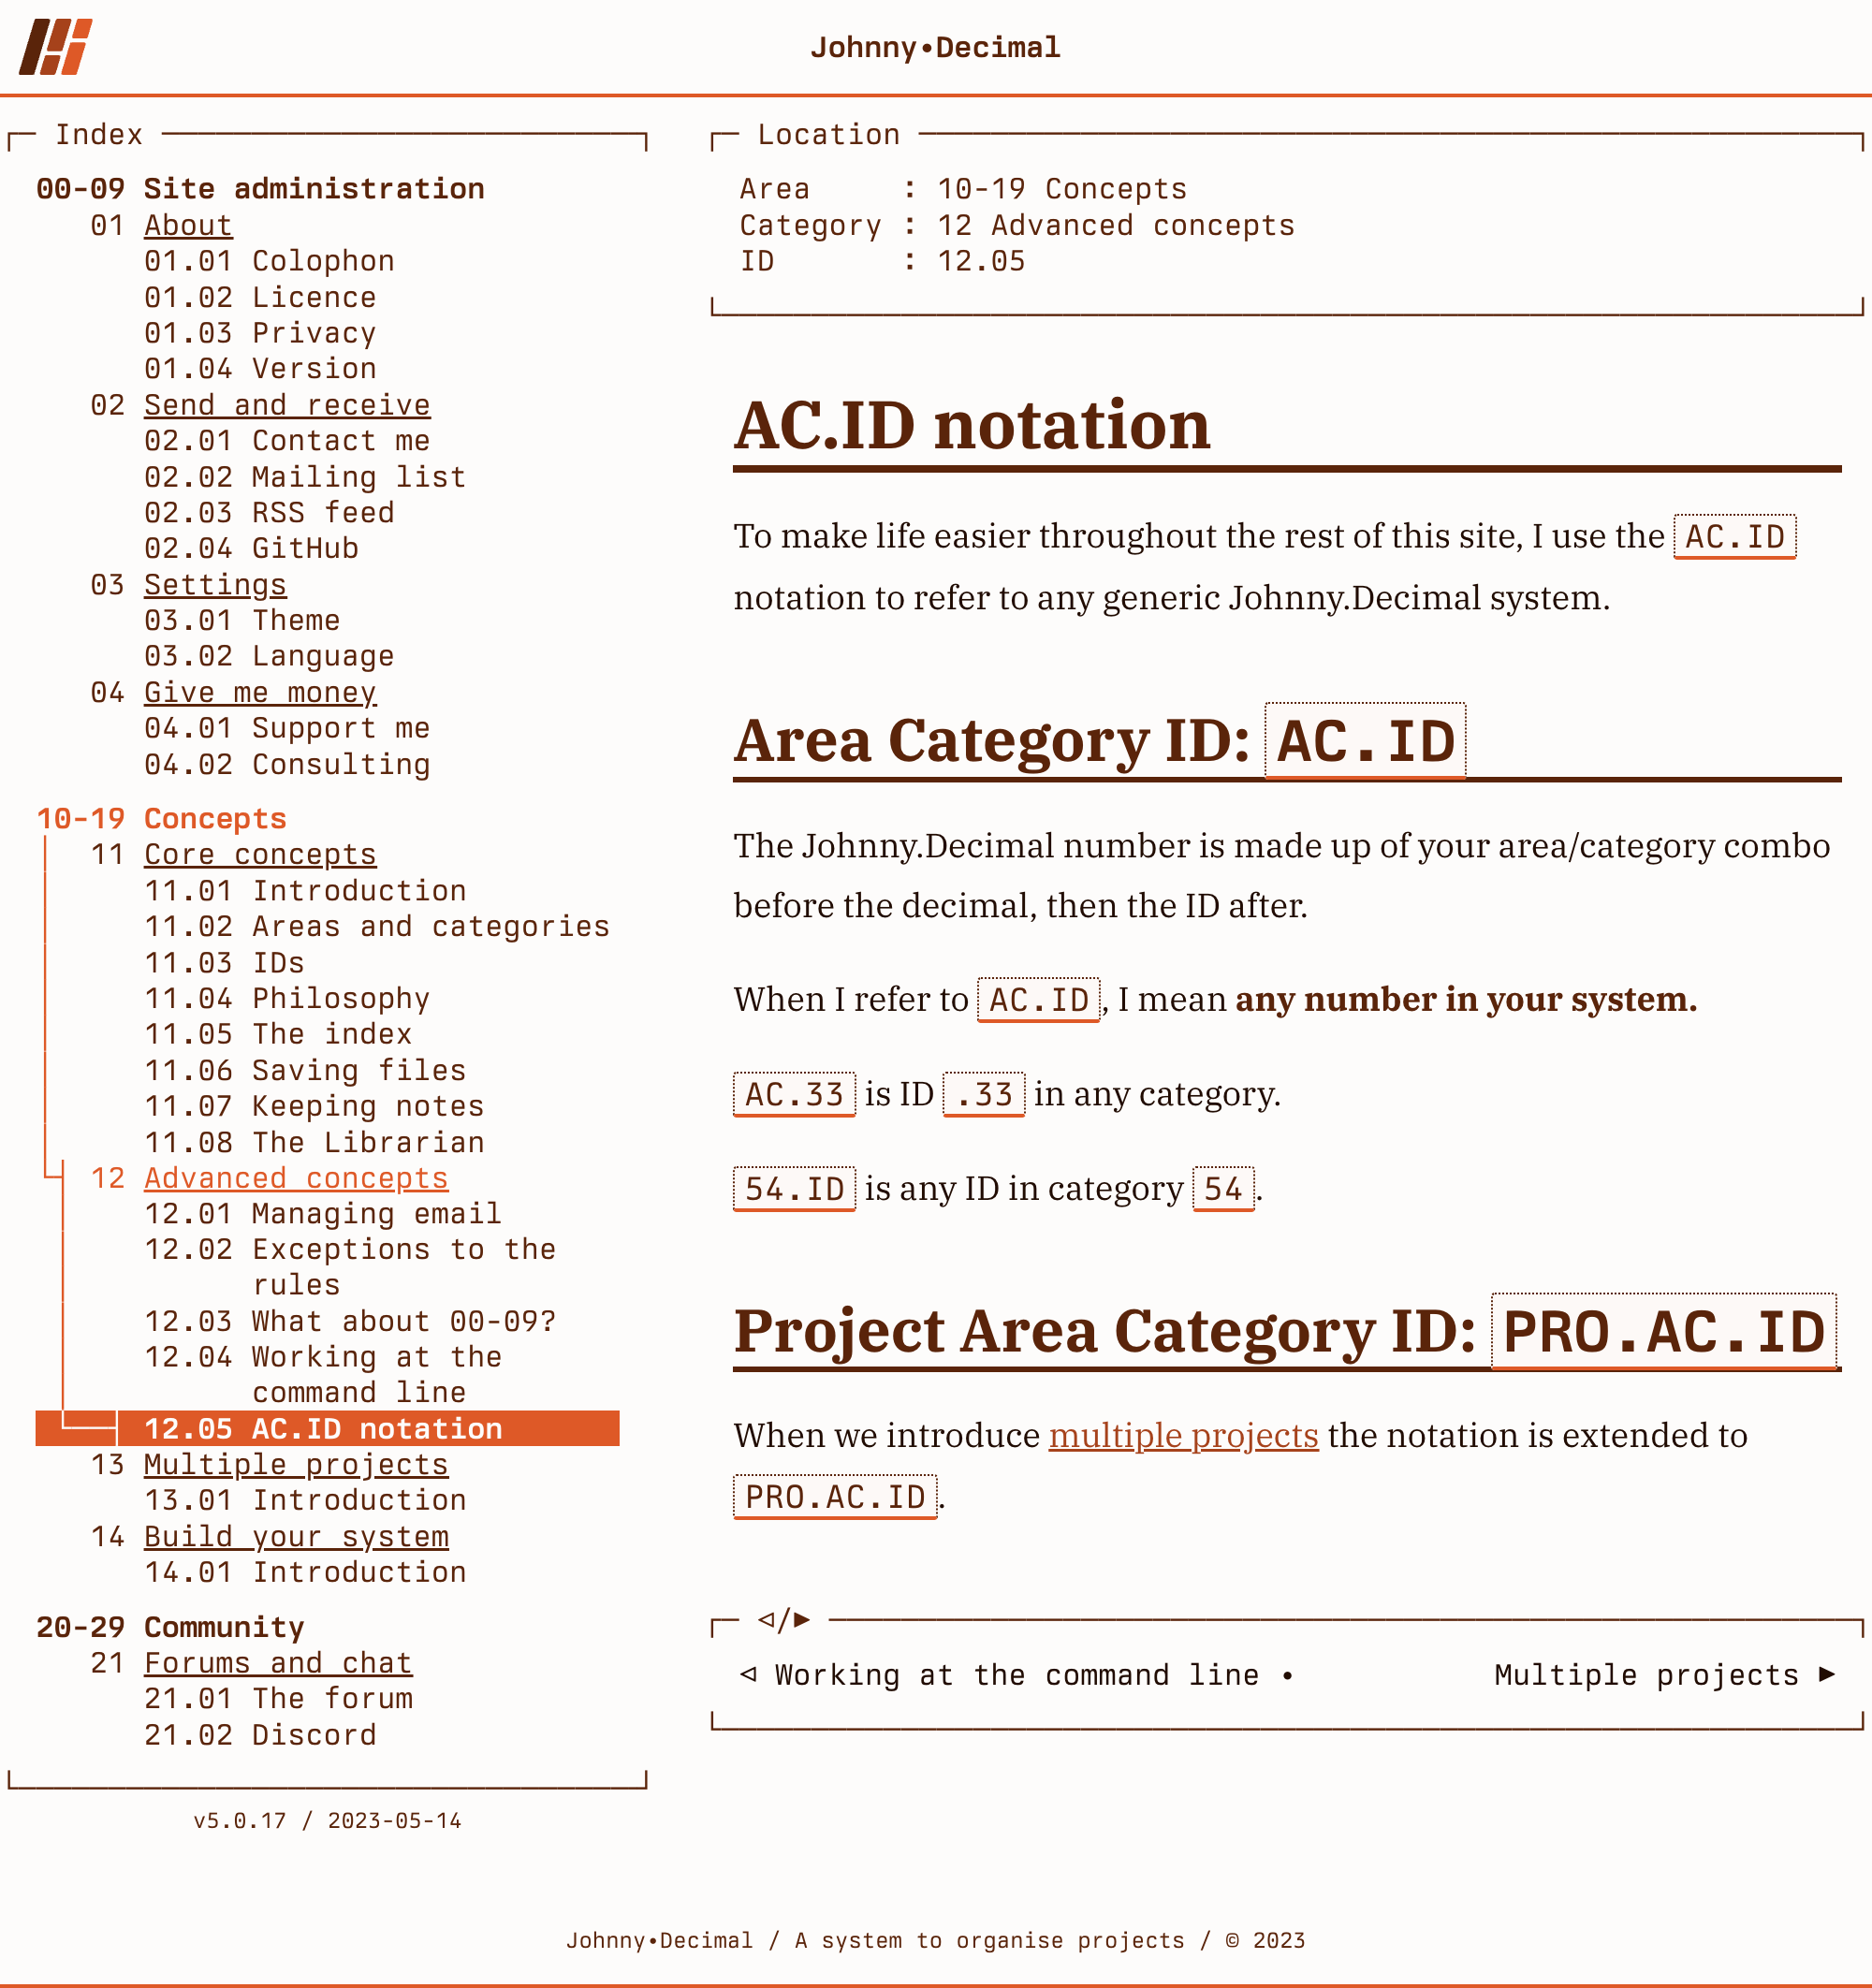 Johnny•Decimal
Index
00-09 Site administration
01 About
01.01 Colophon
01.02 Licence
01.03 Privacy
01.04 Version
02 Send and receive
02.01 Contact me
02.02 Mailing list
02.03 RSS feed
02.04 GitHub
03 Settings
03.01 Theme
03.02 Language
04 Give me money
04.01 Support me
04.02 Consulting
10-19 Concepts
11 Core concepts
11.01 Introduction
11.02 Areas and categories
11.03 IDs
11.04 Philosophy
11.05 The index
11.06 Saving files
11.07 Keeping notes
11.08 The Librarian
12 Advanced concepts
12.01 Managing email
12.02 Exceptions to the
rules
12.03 What about 00-09?
12.04 Working at the
command line
12.05 AC.ID notation
13 Multiple projects
13.01 Introduction
14 Build your system
14.01 Introduction
20-29 Community
21 Forums and chat
21.01 The forum
21.02 Discord
v5.0.17 / 2023-05-14
Location
Area : 10-19 Concepts
Category : 12 Advanced concepts
ID : 12.05
AC.ID notation
To make life easier throughout the rest of this site, I use the AC.ID
notation to refer to any generic Johnny.Decimal system.
Area Category ID: AC.ID
The Johnny.Decimal number is made up of your area/category combo
before the decimal, then the ID after.
When I refer to AC.ID, I mean any number in your system.
AC.33 is ID .33 in any category.
54.ID is any ID in category 54.
Project Area Category ID: PRO.AC.ID
When we introduce multiple projects the notation is extended to
PRO.AC.ID.
⊲/►
⊲ Working at the command line • Multiple projects ►
Johnny•Decimal / A system to organise projects / © 2023